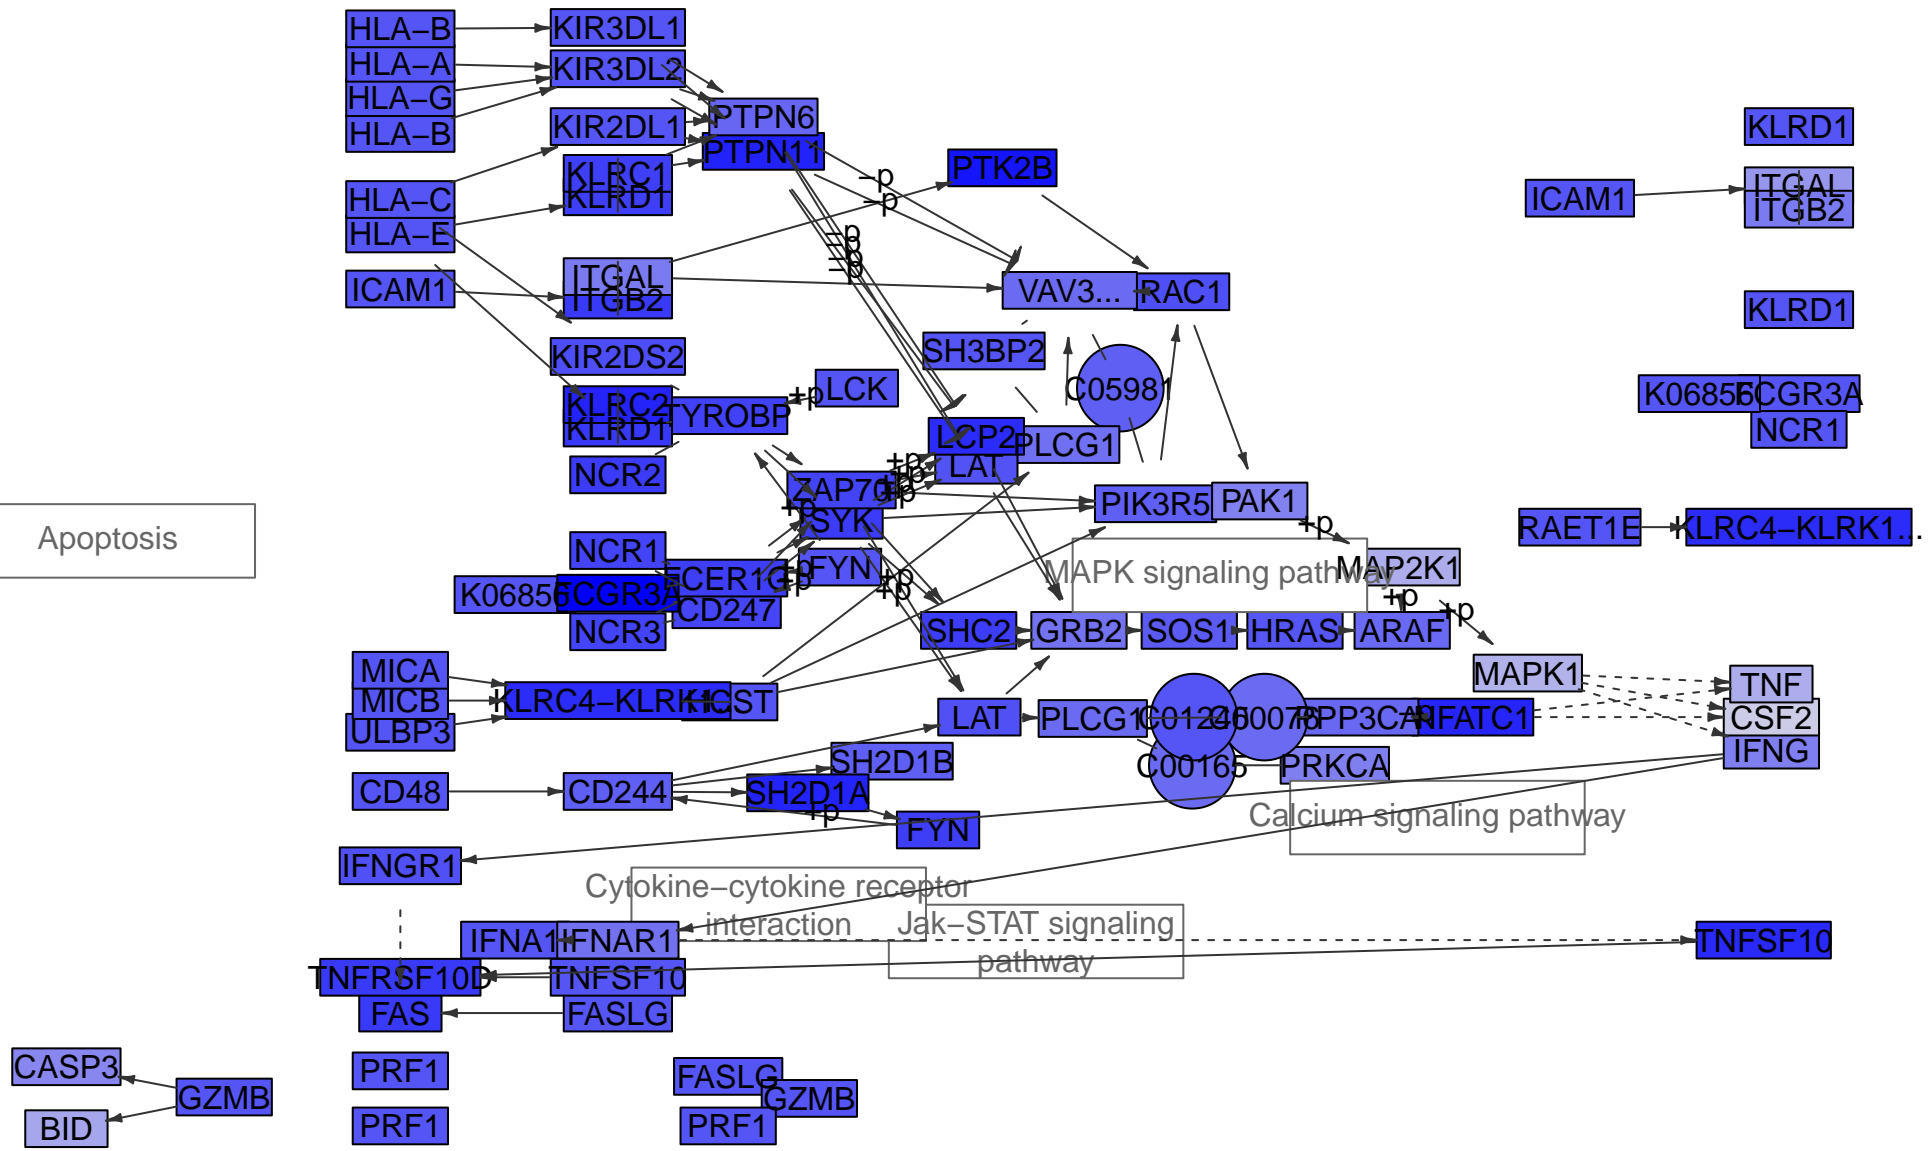 HLA−B
KIR3DL1
HLA−A
KIR3DL2
HLA−G
HLA−B
KIR2DL1
PTPN6
PTPN11
KLRC1
KLRD1
HLA−C
HLA−E
PTK2B
−p
−p
−p
−p
−p
−p
KLRD1
ICAM1
ITGAL
ITGB2
ICAM1
ITGAL
ITGB2
VAV3...
RAC1
KLRD1
KIR2DS2
SH3BP2
C05981
LCK
+p
KLRC2
KLRD1
TYROBP
K06856
FCGR3A
NCR1
LCP2
LAT
PLCG1
NCR2
+p
+p
+p
+p
ZAP70
SYK
+p
PIK3R5
PAK1
+p
RAET1E
KLRC4−KLRK1...
Apoptosis
NCR1
FCER1G
FYN
+p
+p
+p
+p
K06856
FCGR3A
CD247
NCR3
MAPK signaling pathway
MAP2K1
+p
+p
SHC2
GRB2
SOS1
HRAS
ARAF
MICA
MICB
ULBP3
KLRC4−KLRK1
HCST
MAPK1
TNF
CSF2
IFNG
LAT
PLCG1
C01245
C00076
PPP3CA
NFATC1
C00165
PRKCA
CD48
CD244
SH2D1B
SH2D1A
+p
FYN
Calcium signaling pathway
IFNGR1
Cytokine−cytokine receptor
interaction
Jak−STAT signaling
pathway
IFNA1
IFNAR1
TNFSF10
TNFRSF10D
TNFSF10
FAS
FASLG
CASP3
GZMB
BID
PRF1
PRF1
FASLG
GZMB
PRF1